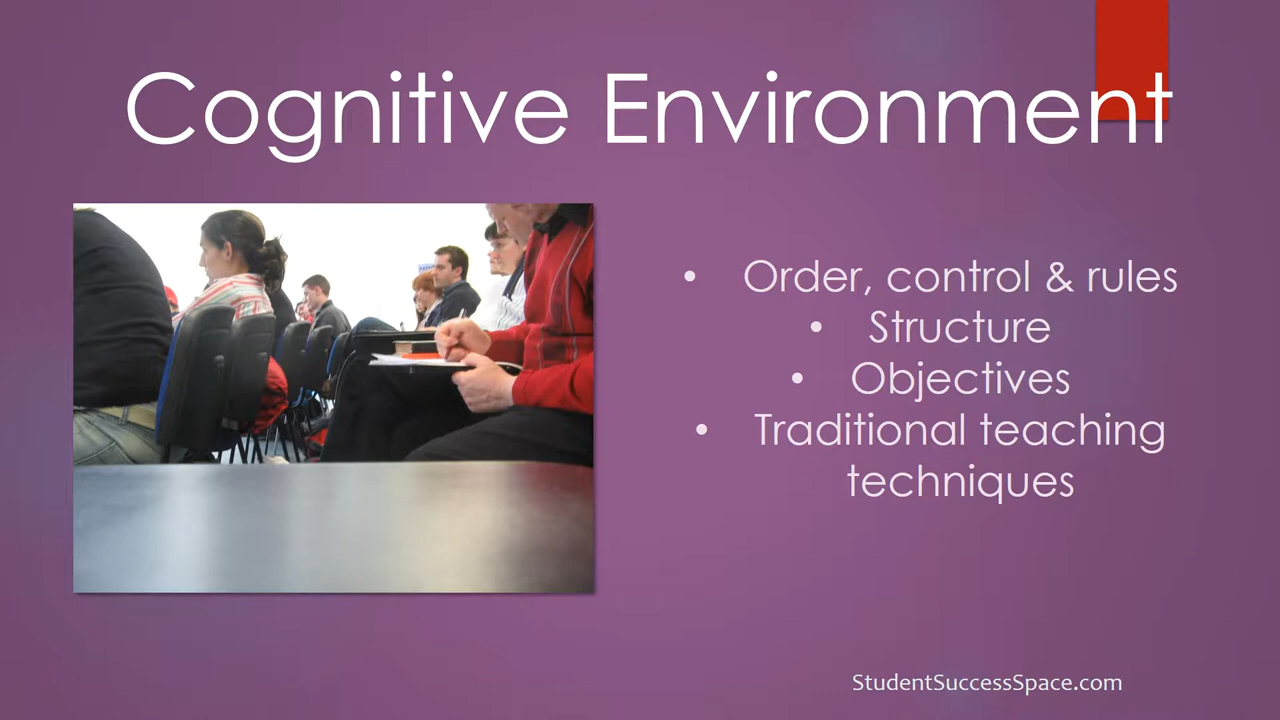 Cognitive Environment
• Order, control & rules
• Structure
• Objectives
• Traditional teaching
techniques
StudentSuccessSpace.com